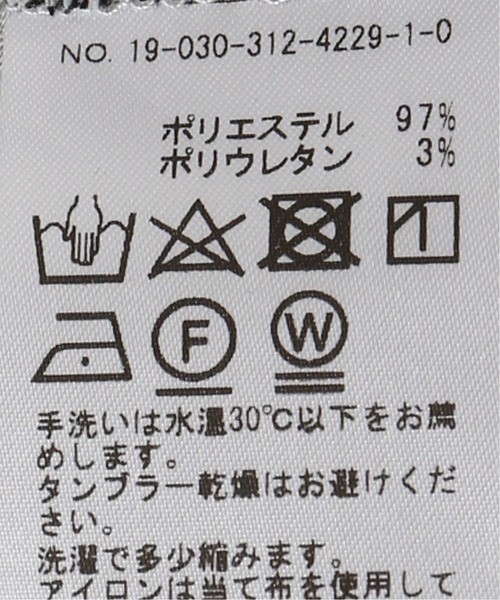 NO. 19-030-312-4229-1-0
ポリエステル 97%
ポリウレタン 3%
F W
手洗いは水温30℃以下をお薦
めします。
タンブラー乾燥はお避けくだ
さい。
洗濯で多少縮みます。
アイロンは当て布を使用して